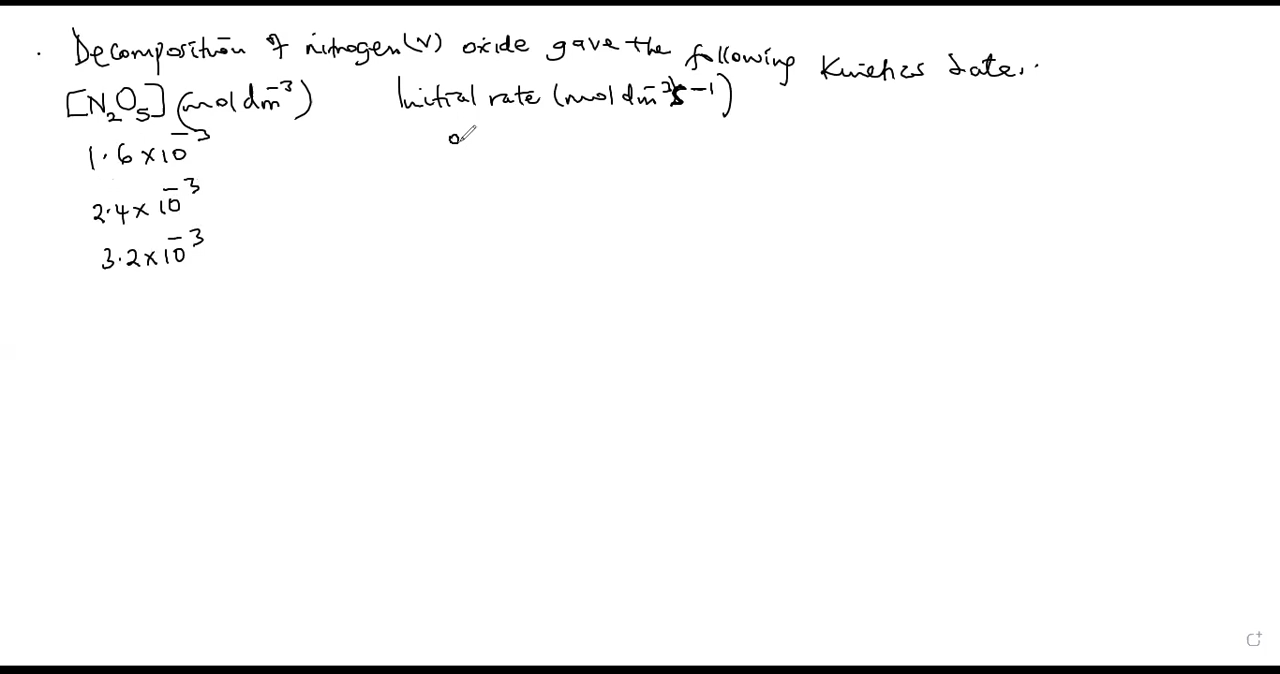 . Decomposition of nitrogen(V) oxide gave the following kinetics data.
[N₂O₅] (mol dm⁻³) Initial rate (mol dm⁻³ s⁻¹)
1.6 × 10⁻³ 0
2.4 × 10⁻³
3.2 × 10⁻³